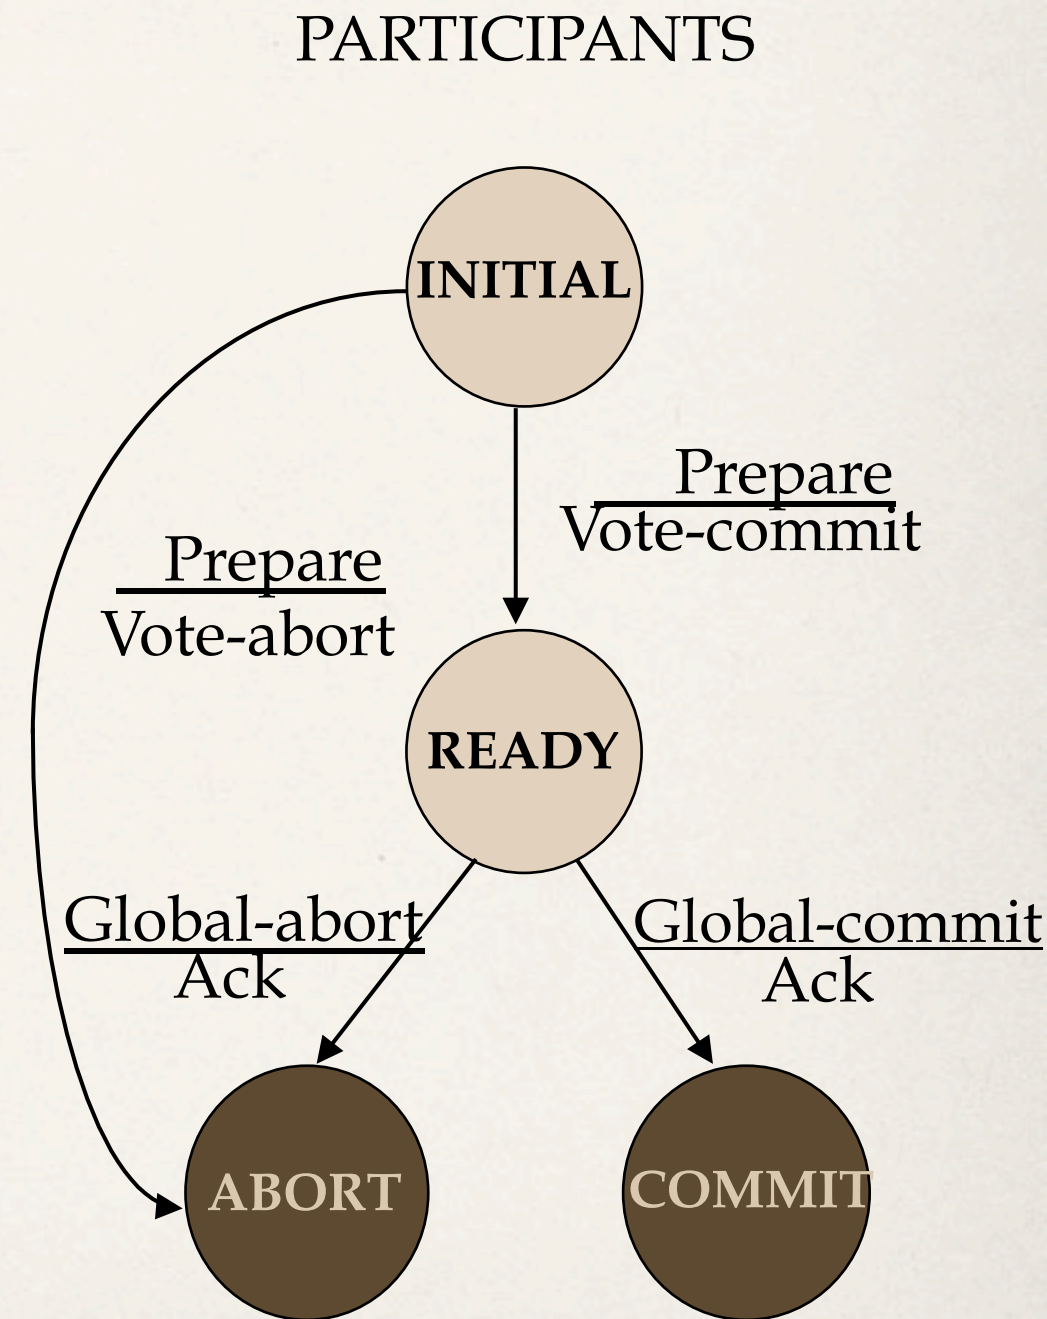 PARTICIPANTS
INITIAL
Prepare
Vote-commit
Prepare
Vote-abort
READY
Global-abort
Ack
Global-commit
Ack
ABORT
COMMIT